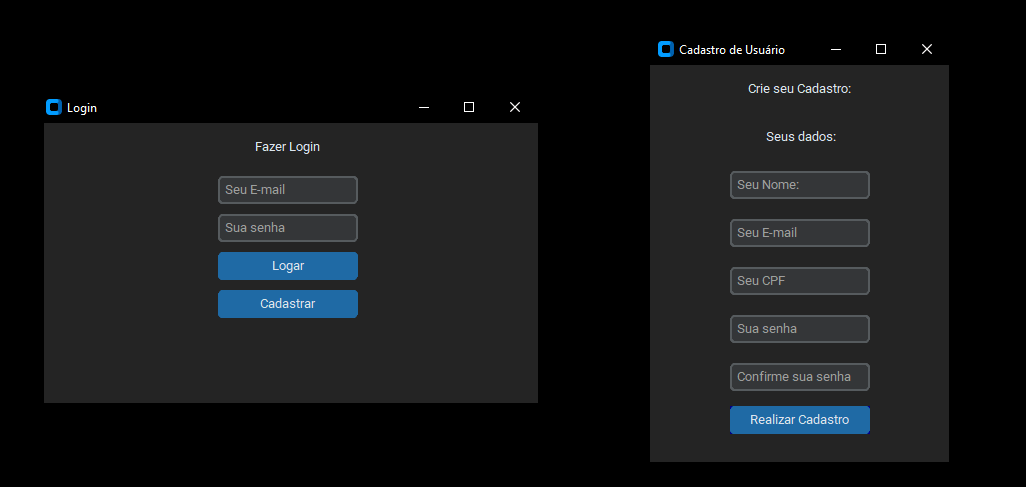 Login
Fazer Login
Seu E-mail
Sua senha
Logar
Cadastrar
Cadastro de Usuário
Crie seu Cadastro:
Seus dados:
Seu Nome:
Seu E-mail
Seu CPF
Sua senha
Confirme sua senha
Realizar Cadastro